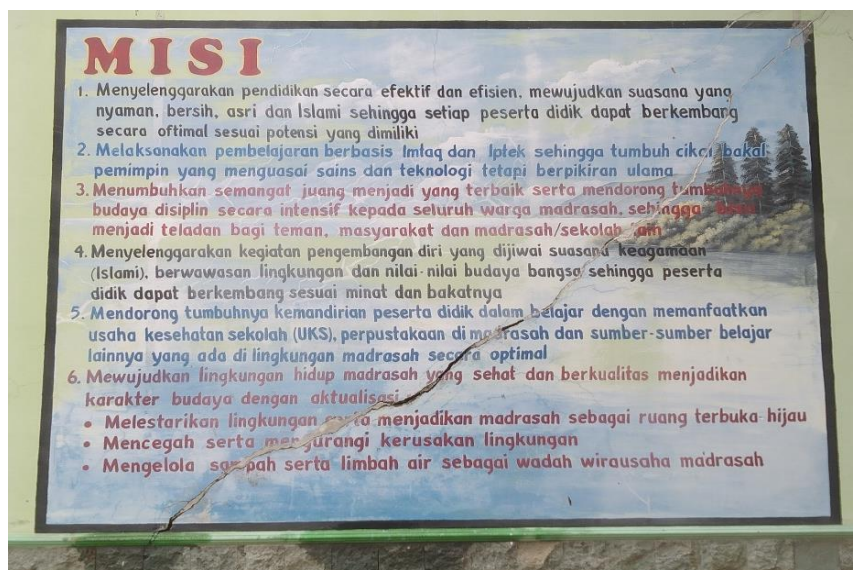 MISI
1. Menyelenggarakan pendidikan secara efektif dan efisien, mewujudkan suasana yang
nyaman, bersih, asri dan Islami sehingga setiap peserta didik dapat berkembang
secara oftimal sesuai potensi yang dimiliki
2. Melaksanakan pembelajaran berbasis Imtaq dan Iptek sehingga tumbuh cikal bakal
pemimpin yang menguasai sains dan teknologi tetapi berpikiran ulama
3. Menumbuhkan semangat juang menjadi yang terbaik serta mendorong tumbuhnya
budaya disiplin secara intensif kepada seluruh warga madrasah, sehingga
menjadi teladan bagi teman, masyarakat dan madrasah/sekolah lain
4. Menyelenggarakan kegiatan pengembangan diri yang dijiwai suasana keagamaan
(Islami), berwawasan lingkungan dan nilai-nilai budaya bangsa sehingga peserta
didik dapat berkembang sesuai minat dan bakatnya
5. Mendorong tumbuhnya kemandirian peserta didik dalam belajar dengan memanfaatkan
usaha kesehatan sekolah (UKS), perpustakaan di madrasah dan sumber-sumber belajar
lainnya yang ada di lingkungan madrasah secara optimal
6. Mewujudkan lingkungan hidup madrasah yang sehat dan berkualitas menjadikan
karakter budaya dengan aktualisasi
• Melestarikan lingkungan serta menjadikan madrasah sebagai ruang terbuka hijau
• Mencegah serta mengurangi kerusakan lingkungan
• Mengelola sampah serta limbah air sebagai wadah wirausaha madrasah